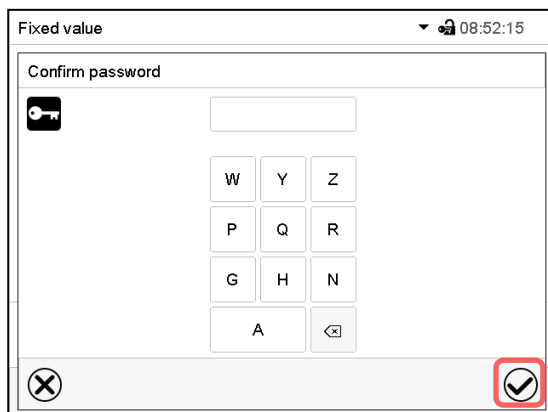 Fixed value 08:52:15
Confirm password
W Y Z
P Q R
G H N
A